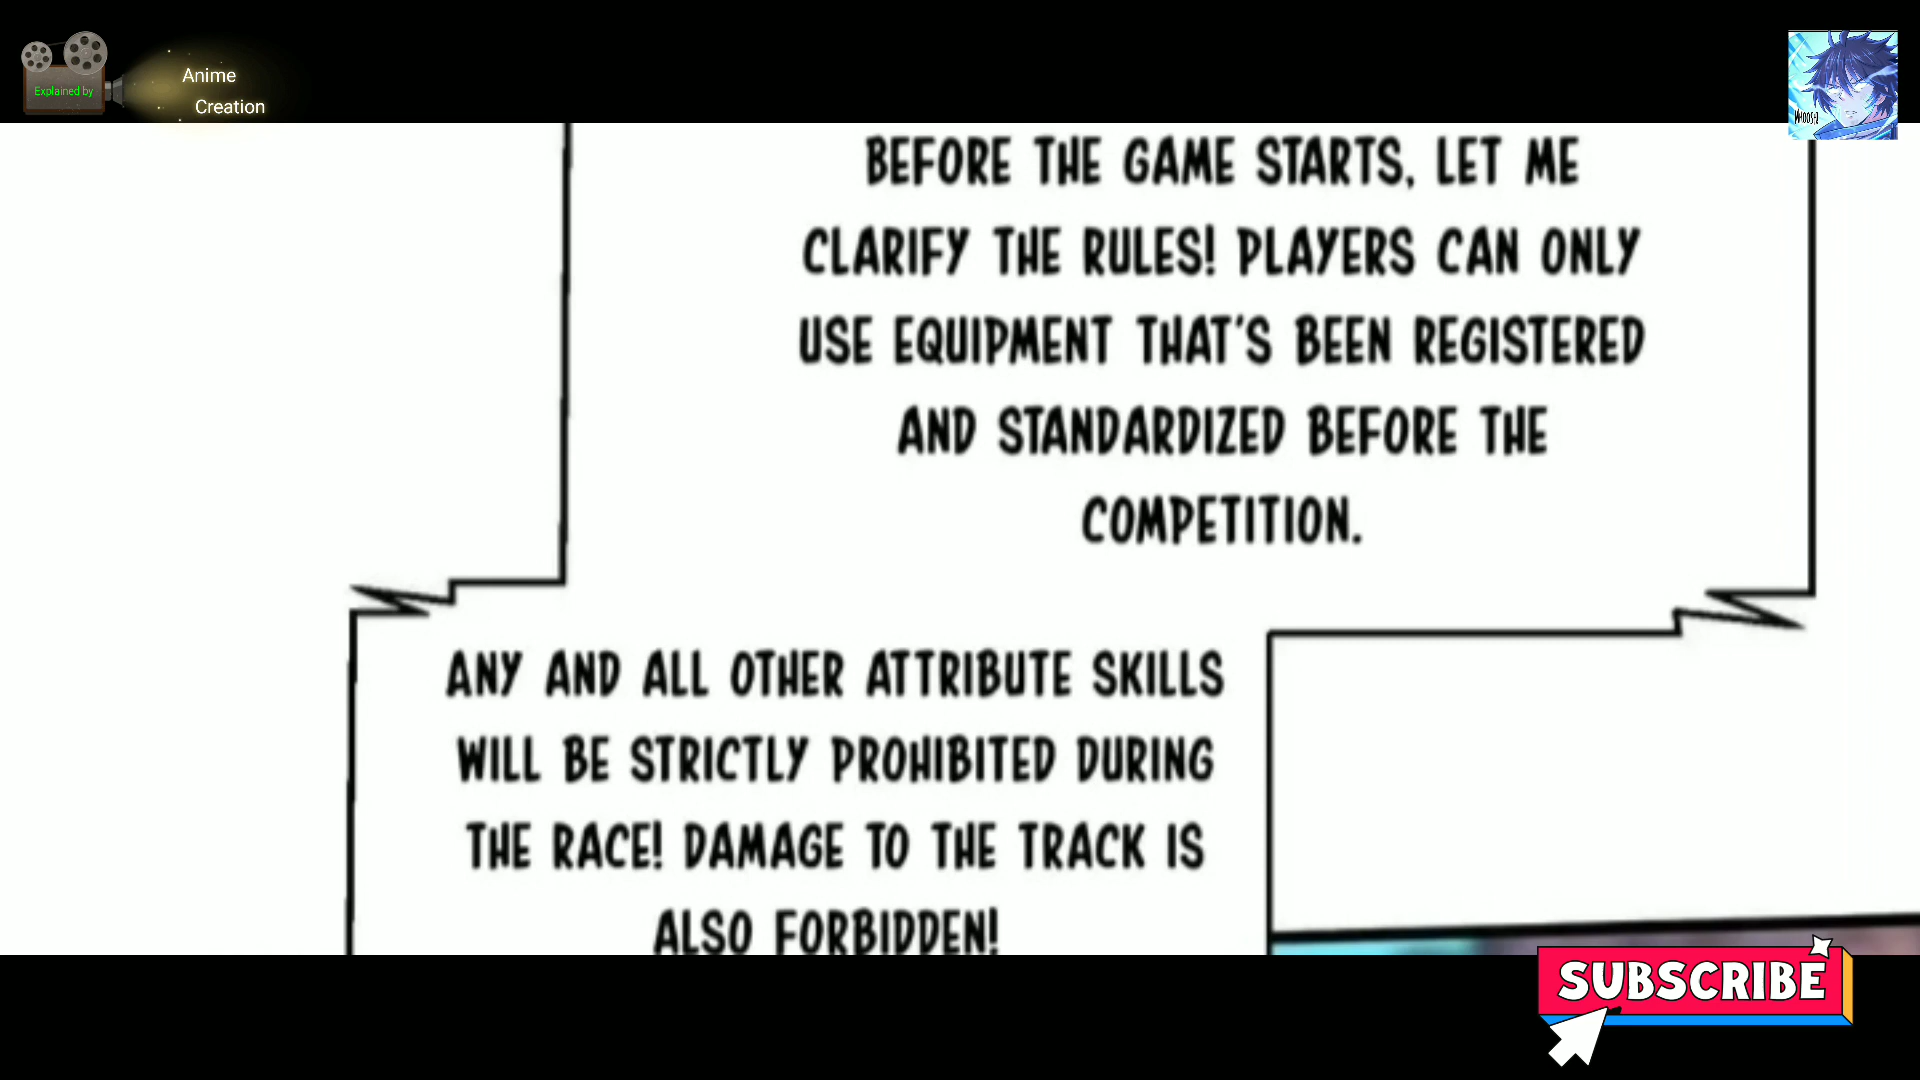 Explained by
Anime
Creation
BEFORE THE GAME STARTS, LET ME
CLARIFY THE RULES! PLAYERS CAN ONLY
USE EQUIPMENT THAT'S BEEN REGISTERED
AND STANDARDIZED BEFORE THE
COMPETITION.
ANY AND ALL OTHER ATTRIBUTE SKILLS
WILL BE STRICTLY PROHIBITED DURING
THE RACE! DAMAGE TO THE TRACK IS
ALSO FORBIDDEN!
SUBSCRIBE